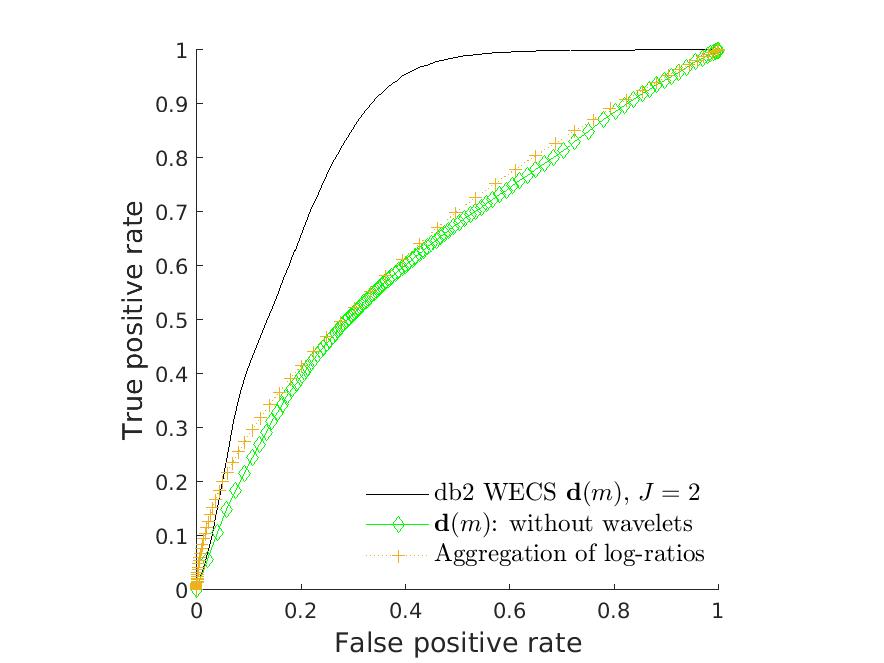 1
0.9
0.8
0.7
0.6
0.5
0.4
0.3
0.2
0.1
0
True positive rate
db2 WECS d(m), J = 2
d(m): without wavelets
Aggregation of log-ratios
0 0.2 0.4 0.6 0.8 1
False positive rate